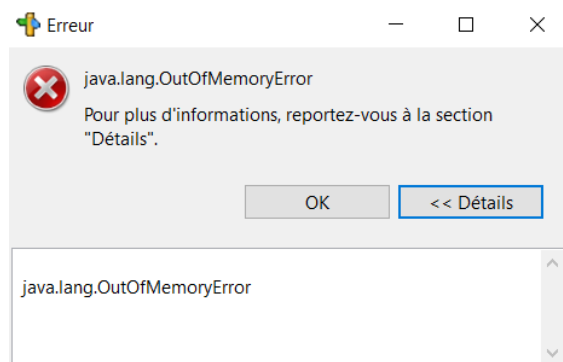 Erreur
java.lang.OutOfMemoryError
Pour plus d'informations, reportez-vous à la section
"Détails".
OK
<< Détails
java.lang.OutOfMemoryError